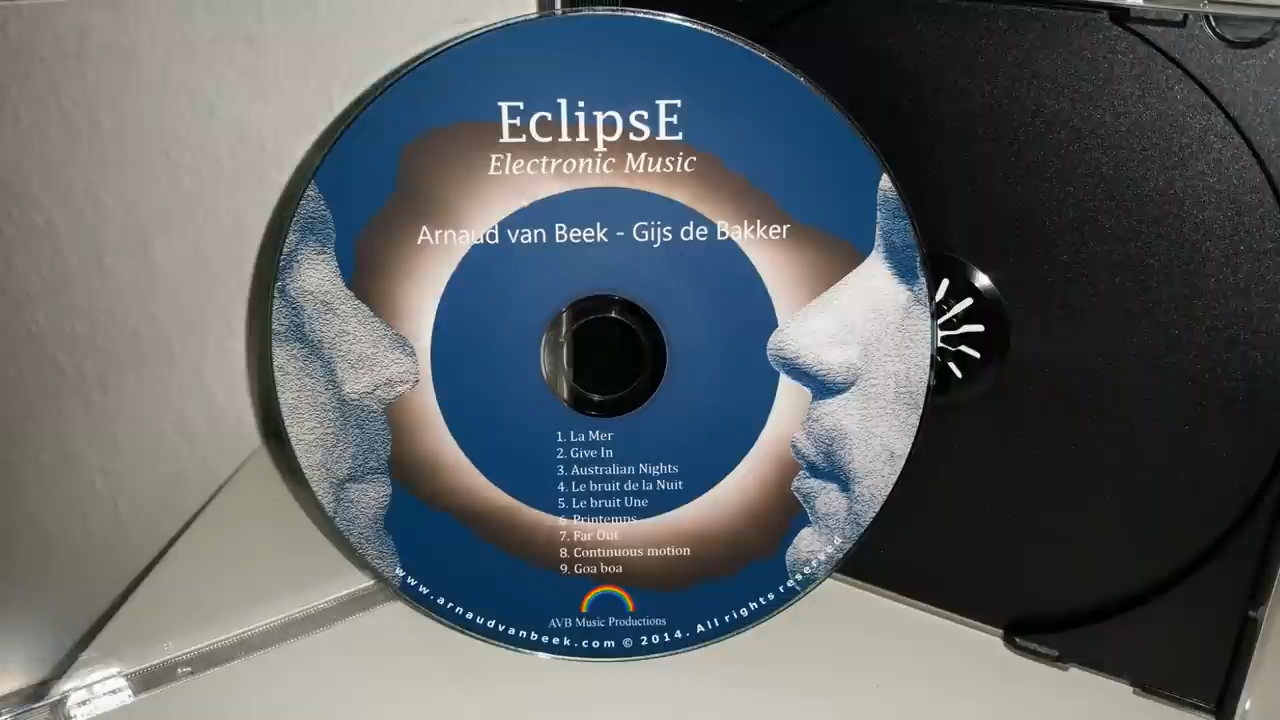 EclipsE
Electronic Music
Arnaud van Beek - Gijs de Bakker
1. La Mer
2. Give In
3. Australian Nights
4. Le bruit de la Nuit
5. Le bruit Une
6. Printemps
7. Far Out
8. Continuous motion
9. Goa boa
AVB Music Productions
www.arnaudvanbeek.com © 2014. All rights reserved